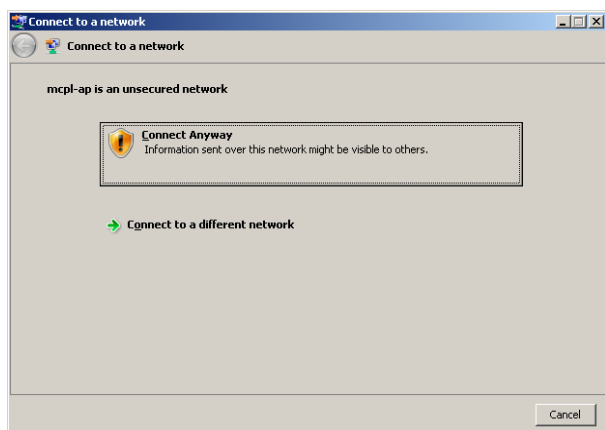 Connect to a network
Connect to a network
mcpl-ap is an unsecured network
Connect Anyway
Information sent over this network might be visible to others.
Connect to a different network
Cancel